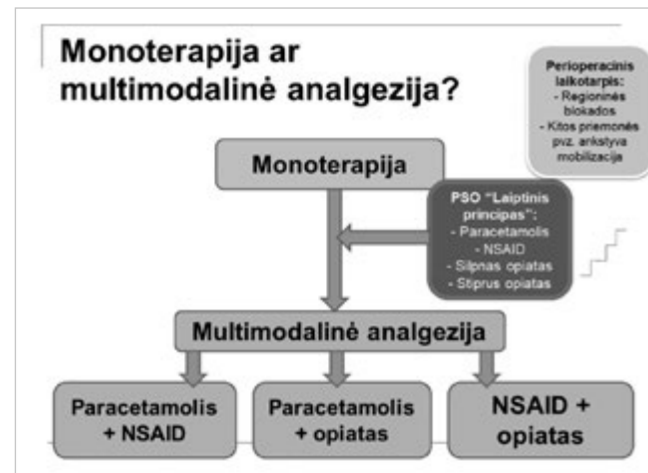 Monoterapija ar
multimodalinė analgezija?
Perioperacinis
laikotarpis:
- Regioninės
blokados
- Kitos priemonės
pvz. ankstyva
mobilizacija
Monoterapija
PSO "Laiptinis
principas":
- Paracetamolis
- NSAID
- Silpnas opiatas
- Stiprus opiatas
Multimodalinė analgezija
Paracetamolis
+ NSAID
Paracetamolis
+ opiatas
NSAID +
opiatas